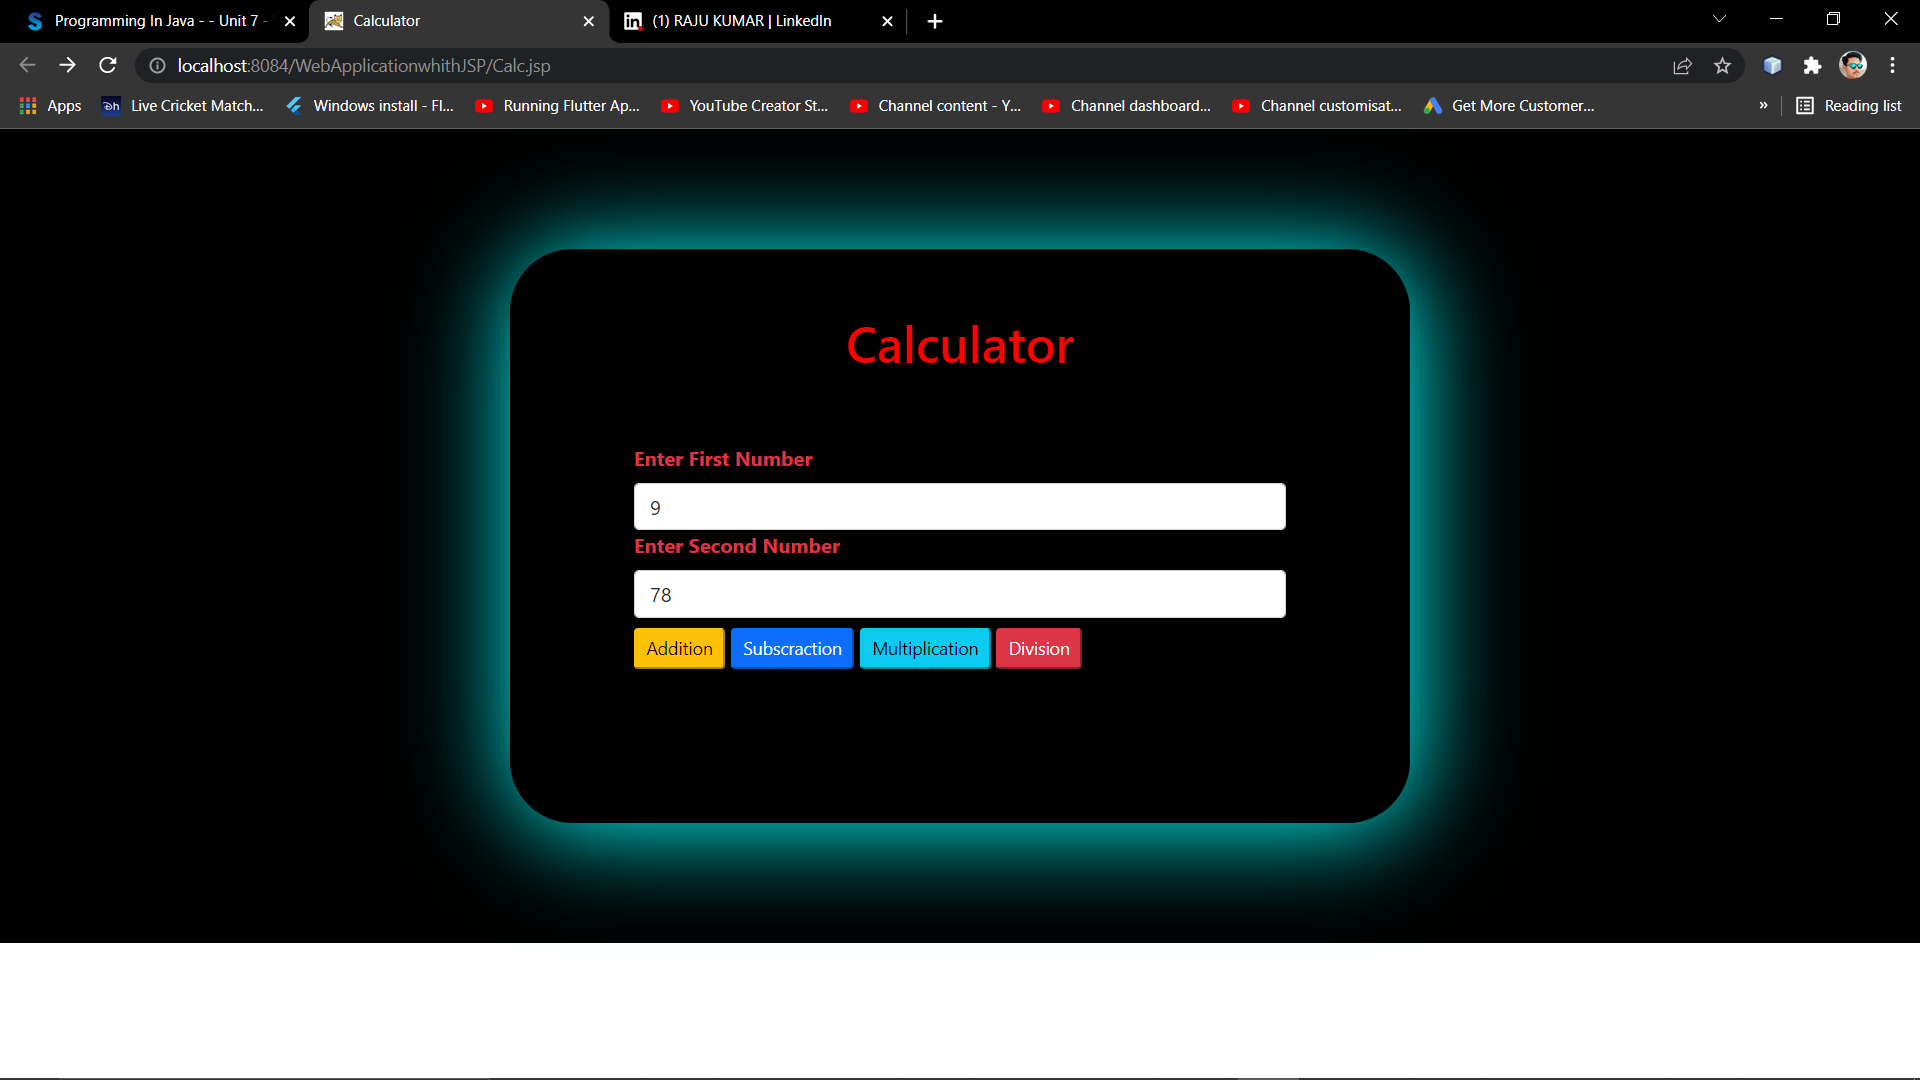 Programming In Java - - Unit 7 -
Calculator
(1) RAJU KUMAR | LinkedIn
localhost:8084/WebApplicationwhithJSP/Calc.jsp
Apps
Live Cricket Match...
Windows install - Fl...
Running Flutter Ap...
YouTube Creator St...
Channel content - Y...
Channel dashboard...
Channel customisat...
Get More Customer...
»
Reading list
Calculator
Enter First Number
9
Enter Second Number
78
Addition
Subscraction
Multiplication
Division